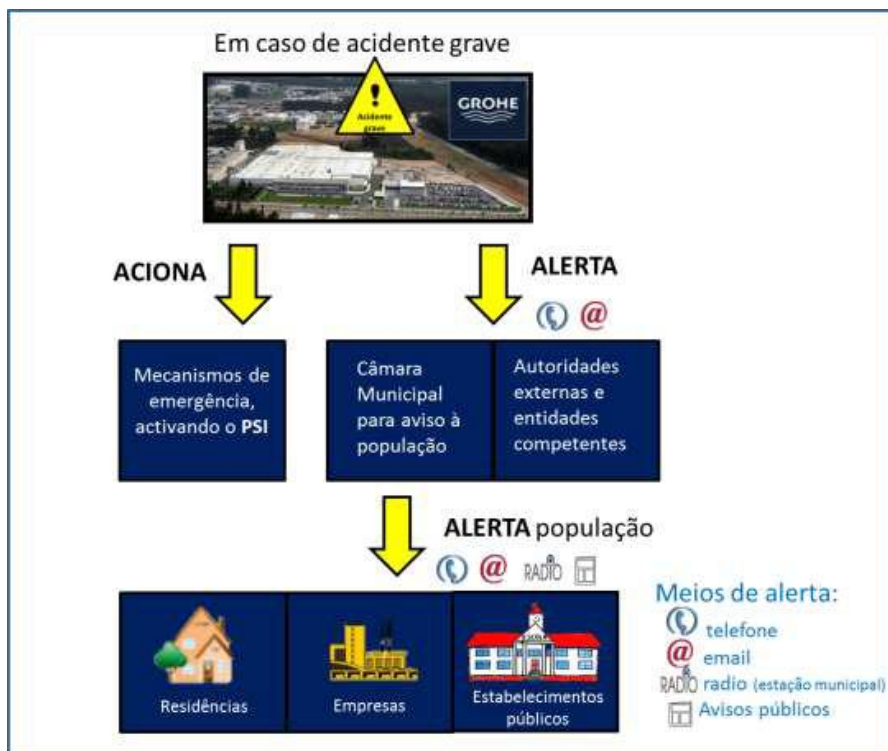 Em caso de acidente grave
!
Acidente
grave
GROHE
ACIONA
ALERTA
@
Mecanismos de
emergência,
activando o PSI
Câmara
Municipal
para aviso à
população
Autoridades
externas e
entidades
competentes
ALERTA população
@ RADIO
Residências
Empresas
Estabelecimentos
públicos
Meios de alerta:
telefone
@ email
RADIO radio (estação municipal)
Avisos públicos